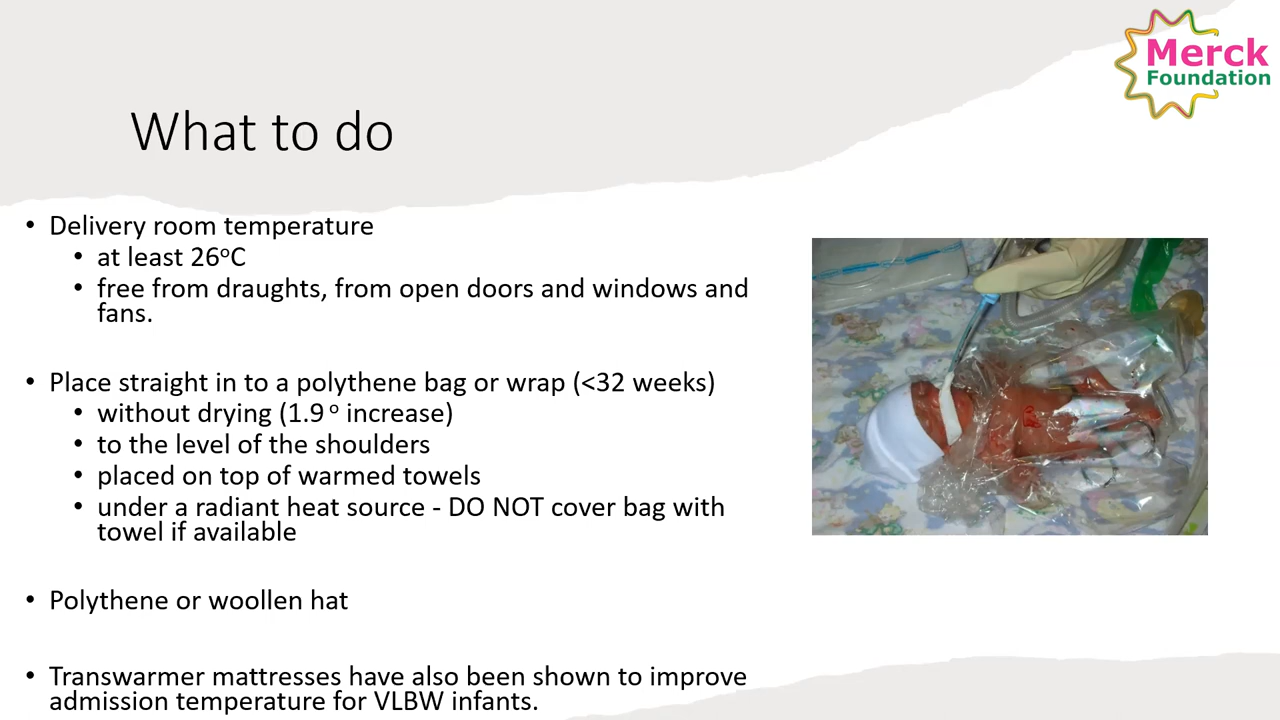 Merck
Foundation
What to do
• Delivery room temperature
• at least 26°C
• free from draughts, from open doors and windows and
fans.
• Place straight in to a polythene bag or wrap (<32 weeks)
• without drying (1.9 ° increase)
• to the level of the shoulders
• placed on top of warmed towels
• under a radiant heat source - DO NOT cover bag with
towel if available
• Polythene or woollen hat
• Transwarmer mattresses have also been shown to improve
admission temperature for VLBW infants.